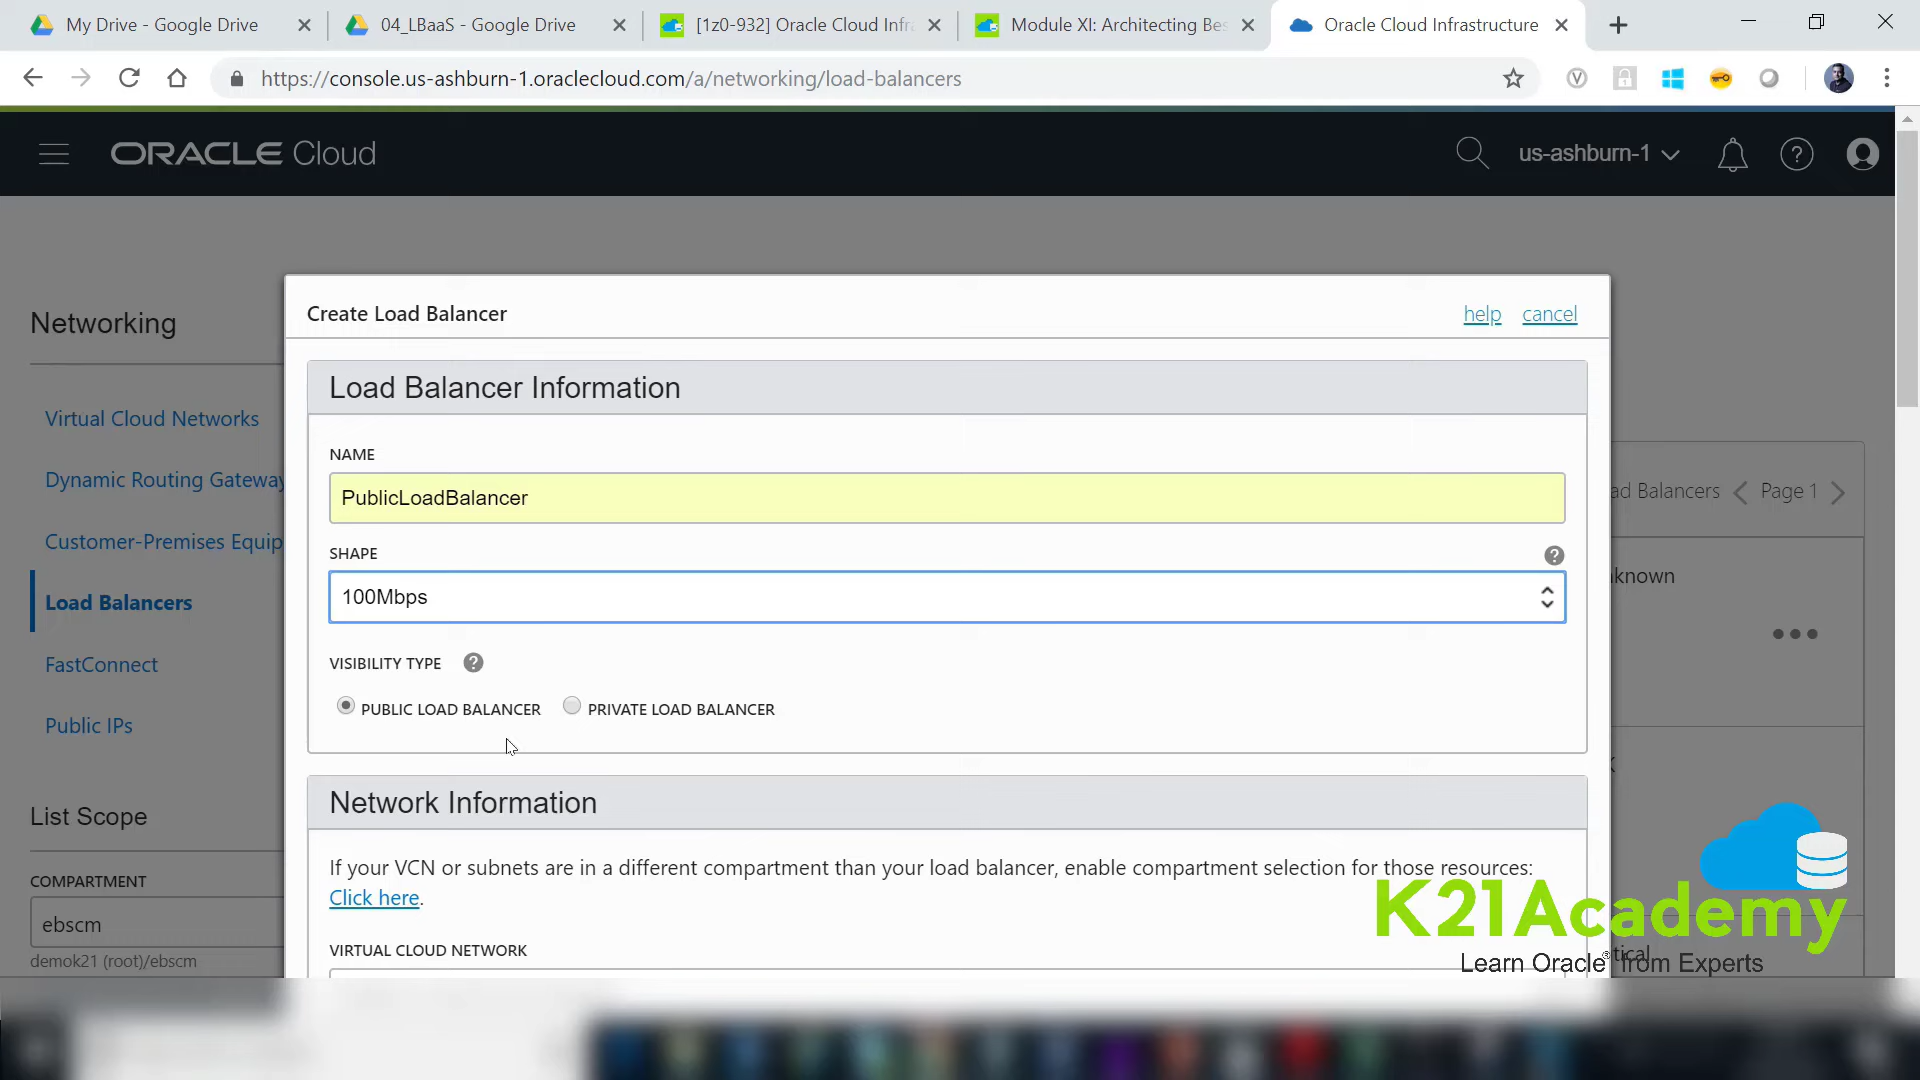 My Drive - Google Drive
04_LBaaS - Google Drive
[1z0-932] Oracle Cloud Infr
Module XI: Architecting Bes
Oracle Cloud Infrastructure
https://console.us-ashburn-1.oraclecloud.com/a/networking/load-balancers
ORACLE Cloud
us-ashburn-1
Networking
Virtual Cloud Networks
Dynamic Routing Gateway
Customer-Premises Equip
Load Balancers
FastConnect
Public IPs
List Scope
COMPARTMENT
ebscm
demok21 (root)/ebscm
Create Load Balancer
help
cancel
Load Balancer Information
NAME
PublicLoadBalancer
SHAPE
100Mbps
VISIBILITY TYPE
PUBLIC LOAD BALANCER
PRIVATE LOAD BALANCER
Network Information
If your VCN or subnets are in a different compartment than your load balancer, enable compartment selection for those resources:
Click here.
VIRTUAL CLOUD NETWORK
ad Balancers
Page 1
known
tical
K21Academy
Learn Oracle® from Experts